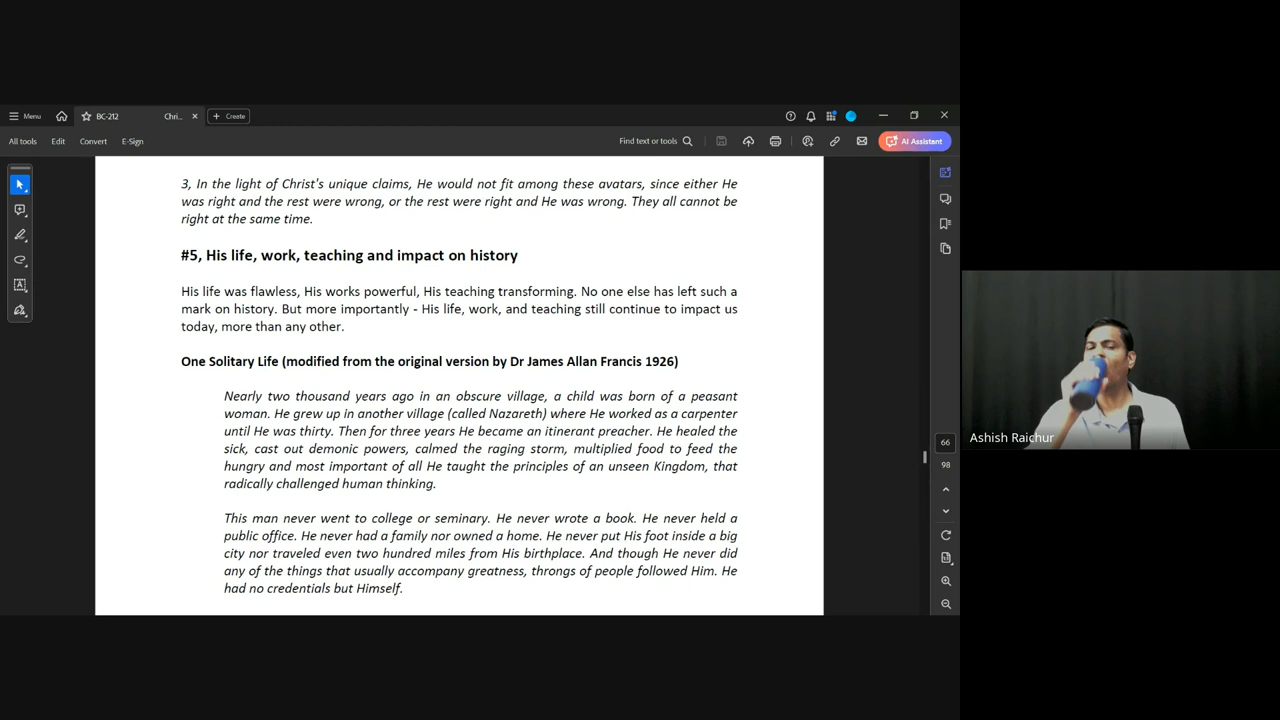 Menu
BC-212
Chri...
Create
All tools
Edit
Convert
E-Sign
Find text or tools
AI Assistant
3, In the light of Christ's unique claims, He would not fit among these avatars, since either He
was right and the rest were wrong, or the rest were right and He was wrong. They all cannot be
right at the same time.
#5, His life, work, teaching and impact on history
His life was flawless, His works powerful, His teaching transforming. No one else has left such a
mark on history. But more importantly - His life, work, and teaching still continue to impact us
today, more than any other.
One Solitary Life (modified from the original version by Dr James Allan Francis 1926)
Nearly two thousand years ago in an obscure village, a child was born of a peasant
woman. He grew up in another village (called Nazareth) where He worked as a carpenter
until He was thirty. Then for three years He became an itinerant preacher. He healed the
sick, cast out demonic powers, calmed the raging storm, multiplied food to feed the
hungry and most important of all He taught the principles of an unseen Kingdom, that
radically challenged human thinking.
This man never went to college or seminary. He never wrote a book. He never held a
public office. He never had a family nor owned a home. He never put His foot inside a big
city nor traveled even two hundred miles from His birthplace. And though He never did
any of the things that usually accompany greatness, throngs of people followed Him. He
had no credentials but Himself.
66
98
Ashish Raichur